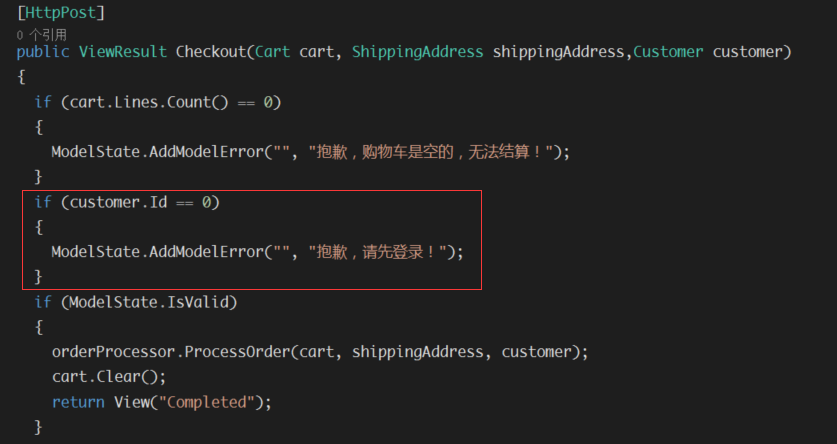 [HttpPost]
0 个引用
public ViewResult Checkout(Cart cart, ShippingAddress shippingAddress,Customer customer)
{
if (cart.Lines.Count() == 0)
{
ModelState.AddModelError("", "抱歉，购物车是空的，无法结算！");
}
if (customer.Id == 0)
{
ModelState.AddModelError("", "抱歉，请先登录！");
}
if (ModelState.IsValid)
{
orderProcessor.ProcessOrder(cart, shippingAddress, customer);
cart.Clear();
return View("Completed");
}